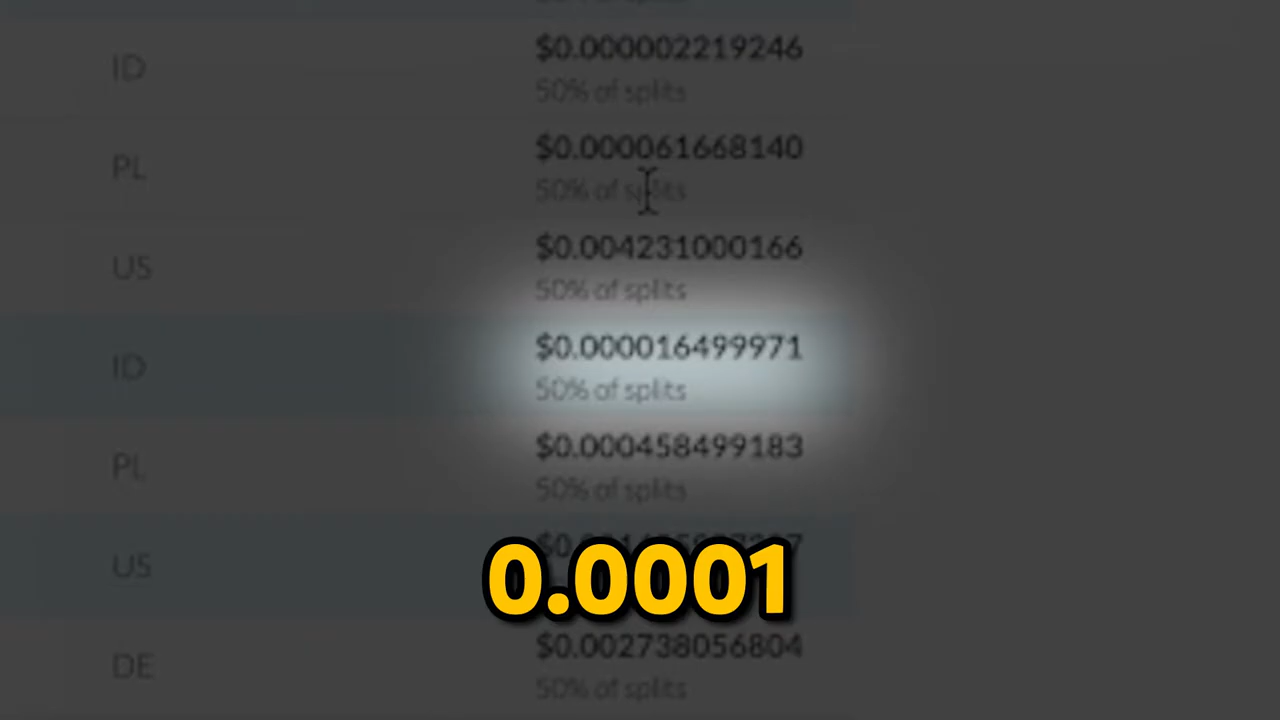 ID
$0.000002219246
50% of splits
PL
$0.000061668140
50% of splits
US
$0.004231000166
50% of splits
ID
$0.000016499971
50% of splits
PL
$0.000458499183
50% of splits
US
0.0001
DE
$0.002738056804
50% of splits